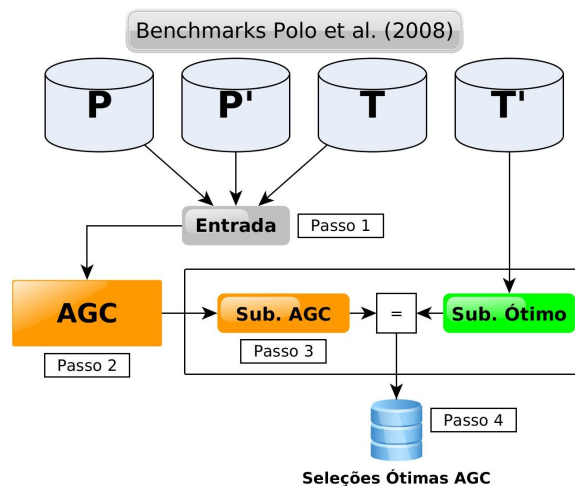 Benchmarks Polo et al. (2008)
P
P'
T
T'
Entrada
Passo 1
AGC
Sub. AGC
=
Sub. Ótimo
Passo 2
Passo 3
Passo 4
Seleções Ótimas AGC